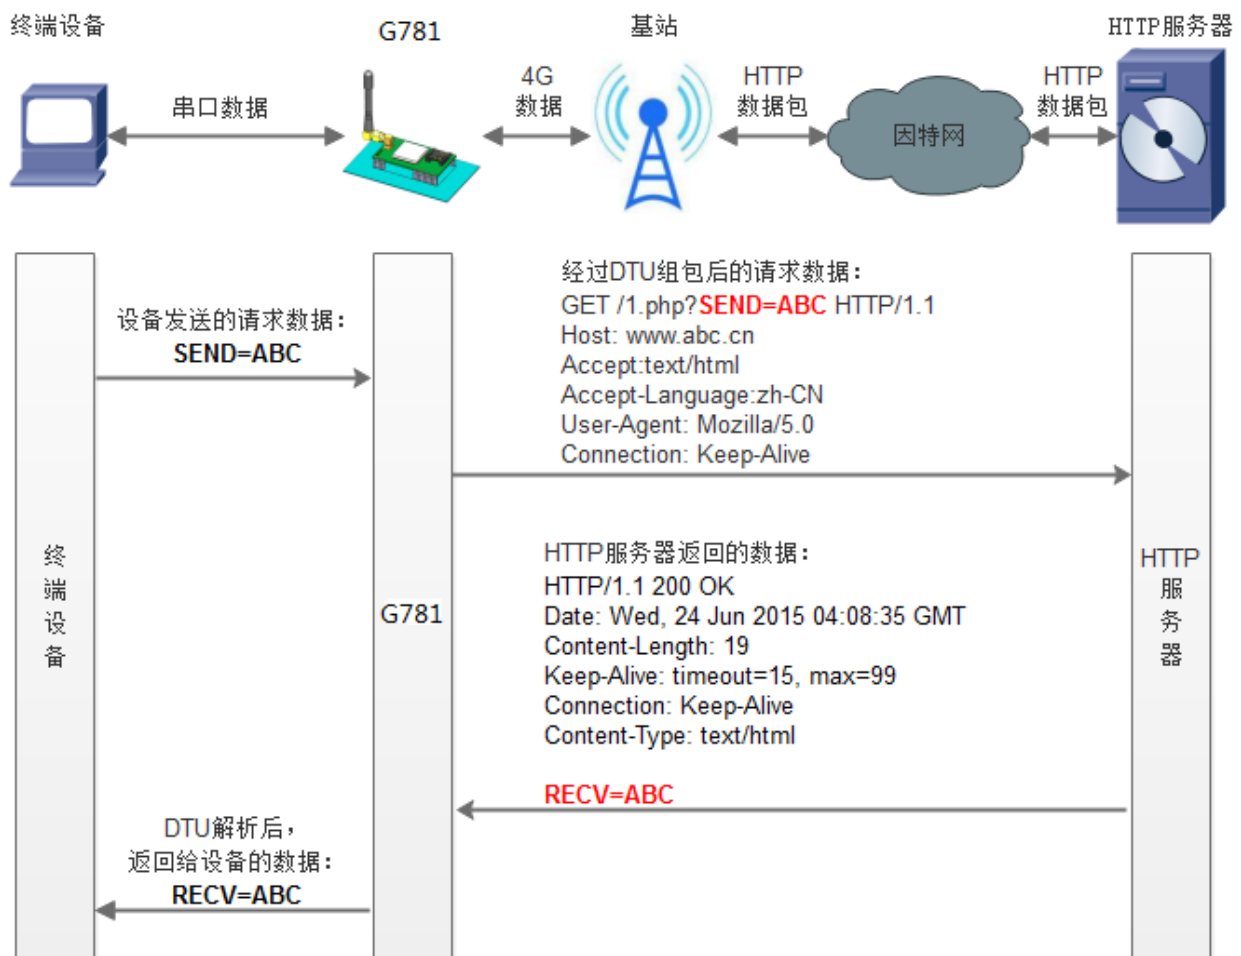 终端设备
G781
基站
HTTP服务器
串口数据
4G
数据
HTTP
数据包
因特网
HTTP
数据包
设备发送的请求数据：
SEND=ABC
经过DTU组包后的请求数据：
GET /1.php?SEND=ABC HTTP/1.1
Host: www.abc.cn
Accept:text/html
Accept-Language:zh-CN
User-Agent: Mozilla/5.0
Connection: Keep-Alive
终
端
设
备
G781
HTTP
服
务
器
HTTP服务器返回的数据：
HTTP/1.1 200 OK
Date: Wed, 24 Jun 2015 04:08:35 GMT
Content-Length: 19
Keep-Alive: timeout=15, max=99
Connection: Keep-Alive
Content-Type: text/html
RECV=ABC
DTU解析后，
返回给设备的数据：
RECV=ABC